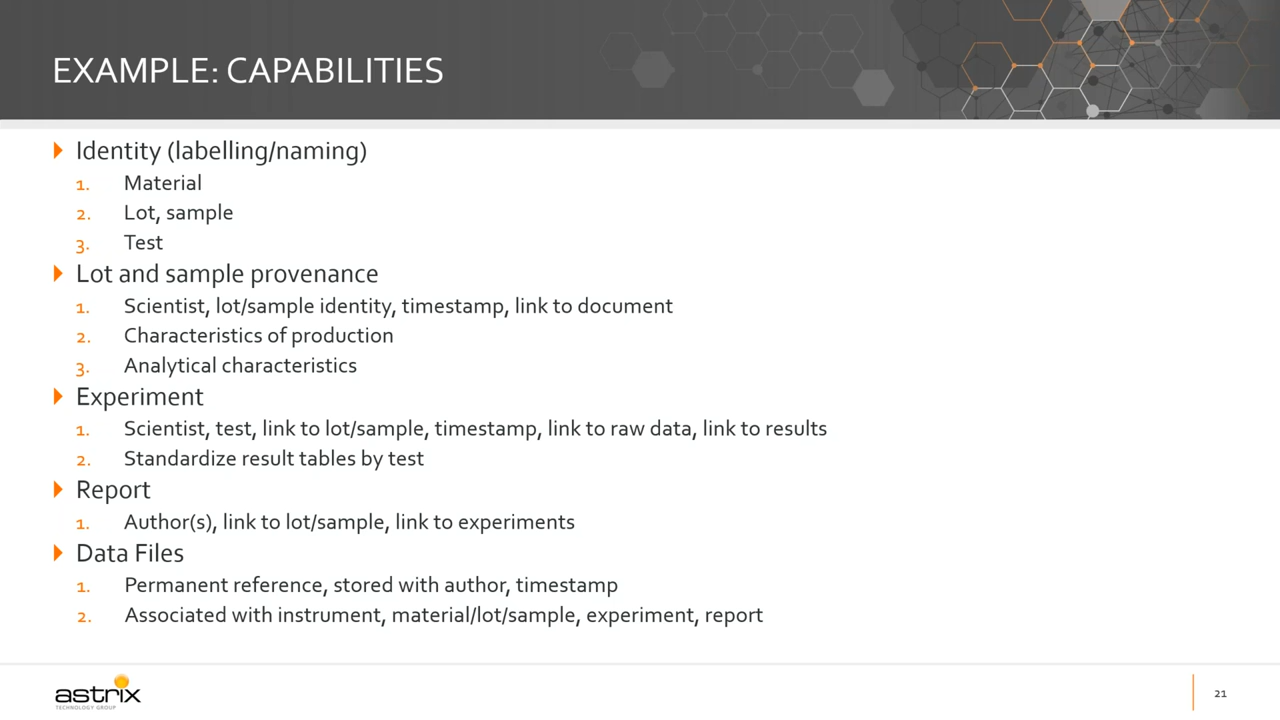 EXAMPLE: CAPABILITIES
Identity (labelling/naming)
1. Material
2. Lot, sample
3. Test
Lot and sample provenance
1. Scientist, lot/sample identity, timestamp, link to document
2. Characteristics of production
3. Analytical characteristics
Experiment
1. Scientist, test, link to lot/sample, timestamp, link to raw data, link to results
2. Standardize result tables by test
Report
1. Author(s), link to lot/sample, link to experiments
Data Files
1. Permanent reference, stored with author, timestamp
2. Associated with instrument, material/lot/sample, experiment, report
astrix
TECHNOLOGY GROUP
21